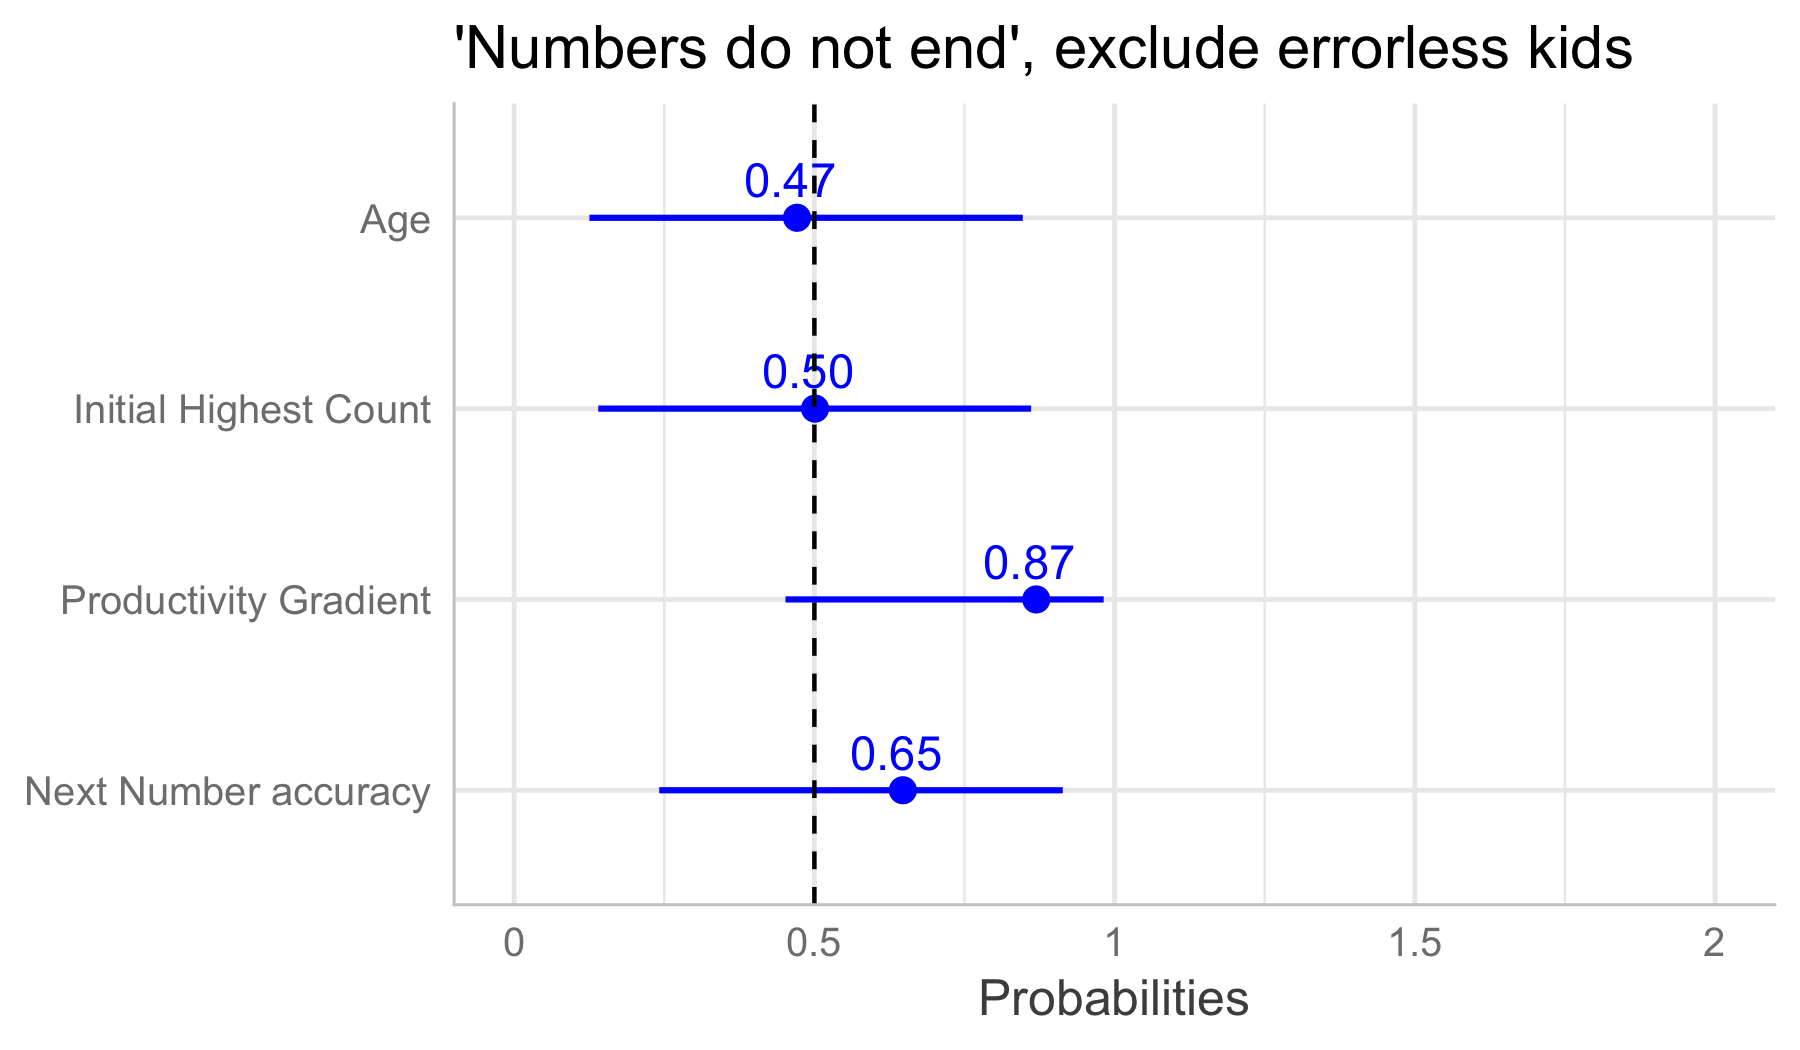 'Numbers do not end', exclude errorless kids
0.47
Age
0.50
Initial Highest Count
0.87
Productivity Gradient
0.65
Next Number accuracy
0 0.5 1 1.5 2
Probabilities